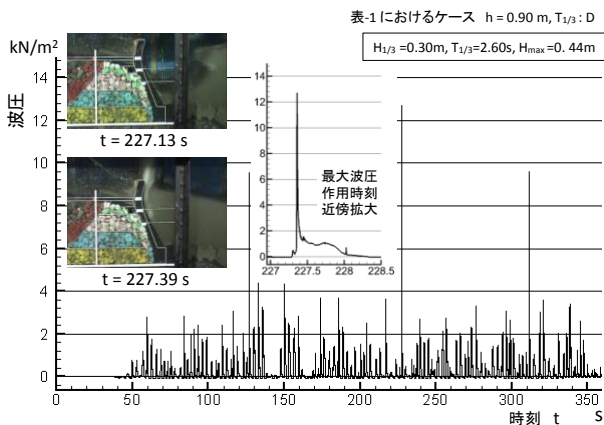 表-1 におけるケース h = 0.90 m, T1/3 : D
H1/3 =0.30m, T1/3=2.60s, Hmax =0. 44m
kN/m²
波圧
14
12
10
8
6
4
2
0
t = 227.13 s
t = 227.39 s
14
12
10
8
6
4
2
0
最大波圧
作用時刻
近傍拡大
227 227.5 228 228.5
0 50 100 150 200 250 300 350
時刻 t s